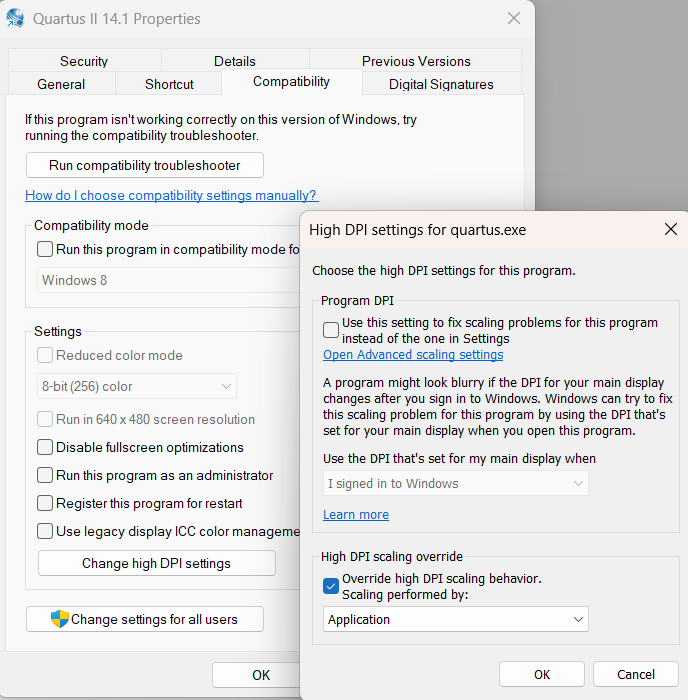 Quartus II 14.1 Properties
Security
Details
Previous Versions
General
Shortcut
Compatibility
Digital Signatures
If this program isn't working correctly on this version of Windows, try
running the compatibility troubleshooter.
Run compatibility troubleshooter
How do I choose compatibility settings manually?
Compatibility mode
Run this program in compatibility mode fo
Windows 8
Settings
Reduced color mode
8-bit (256) color
Run in 640 x 480 screen resolution
Disable fullscreen optimizations
Run this program as an administrator
Register this program for restart
Use legacy display ICC color manageme
Change high DPI settings
Change settings for all users
OK
High DPI settings for quartus.exe
Choose the high DPI settings for this program.
Program DPI
Use this setting to fix scaling problems for this program
instead of the one in Settings
Open Advanced scaling settings
A program might look blurry if the DPI for your main display
changes after you sign in to Windows. Windows can try to fix
this scaling problem for this program by using the DPI that's
set for your main display when you open this program.
Use the DPI that's set for my main display when
I signed in to Windows
Learn more
High DPI scaling override
Override high DPI scaling behavior.
Scaling performed by:
Application
OK
Cancel